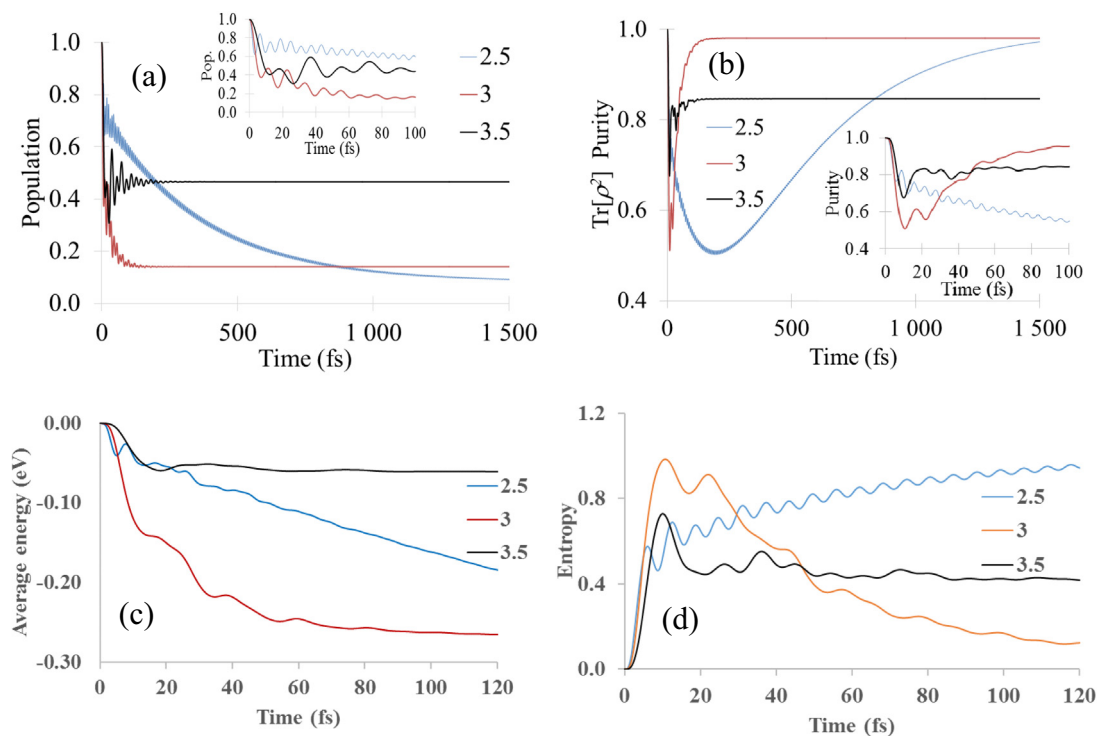 (a)
Population
1.0
0.8
0.6
0.4
0.2
0.0
0
500
1 000
1 500
Time (fs)
Pop.
1.0
0.8
0.6
0.4
0.2
0.0
0 20 40 60 80 100
Time (fs)
2.5
3
3.5
(b)
Tr[ρ²] Purity
1.0
0.8
0.6
0.4
0
500
1 000
1 500
Time (fs)
2.5
3
3.5
Purity
1.0
0.8
0.6
0.4
0 20 40 60 80 100
Time (fs)
(c)
Average energy (eV)
0.00
-0.10
-0.20
-0.30
0 20 40 60 80 100 120
Time (fs)
2.5
3
3.5
(d)
Entropy
1.2
0.8
0.4
0.0
0 20 40 60 80 100 120
Time (fs)
2.5
3
3.5